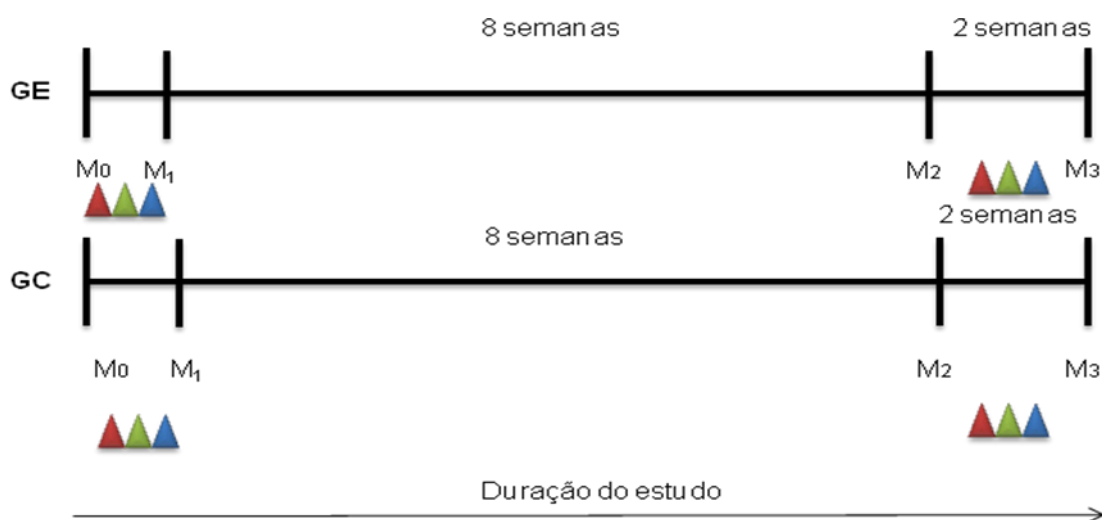 8 semanas 2 semanas
GE
M0 M1 M2 M3
2 semanas
8 semanas
GC
M0 M1 M2 M3
Duração do estudo